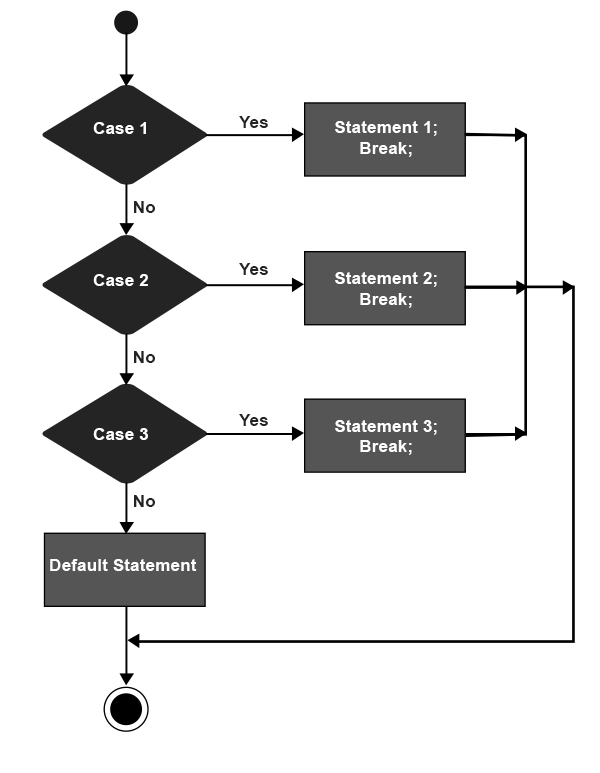 Case 1
Yes
Statement 1;
Break;
No
Case 2
Yes
Statement 2;
Break;
No
Case 3
Yes
Statement 3;
Break;
No
Default Statement